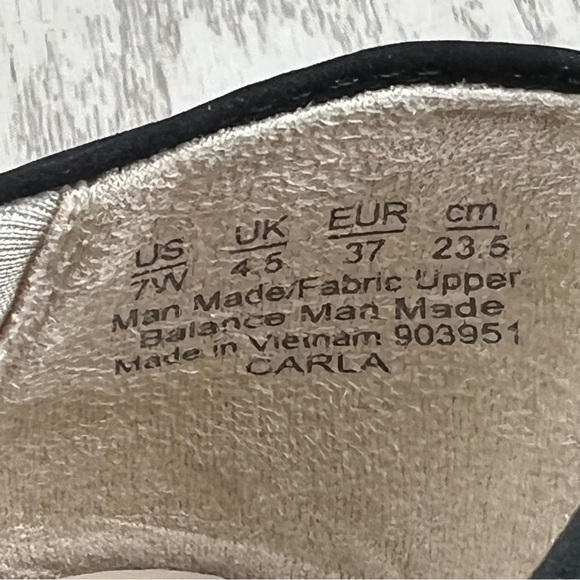 US UK EUR cm
7W 4.5 37 23.5
Man Made/Fabric Upper
Balance Man Made
Made in Vietnam 903951
CARLA